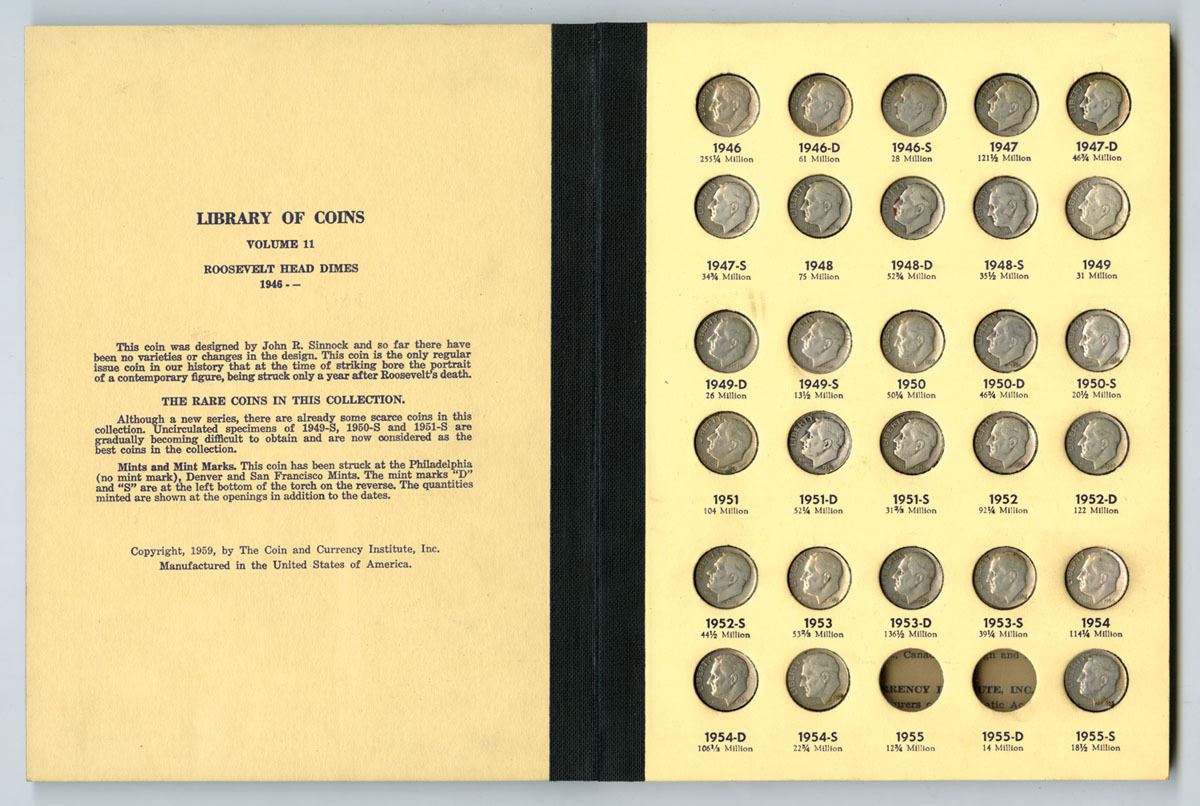 LIBRARY OF COINS
VOLUME 11
ROOSEVELT HEAD DIMES
1946 - —
This coin was designed by John R. Sinnock and so far there have
been no varieties or changes in the design. This coin is the only regular
issue coin in our history that at the time of striking bore the portrait
of a contemporary figure, being struck only a year after Roosevelt's death.
THE RARE COINS IN THIS COLLECTION.
Although a new series, there are already some scarce coins in this
collection. Uncirculated specimens of 1949-S, 1950-S and 1951-S are
gradually becoming difficult to obtain and are now considered as the
best coins in the collection.
Mints and Mint Marks. This coin has been struck at the Philadelphia
(no mint mark), Denver and San Francisco Mints. The mint marks "D"
and "S" are at the left bottom of the torch on the reverse. The quantities
minted are shown at the openings in addition to the dates.
Copyright, 1959, by The Coin and Currency Institute, Inc.
Manufactured in the United States of America.
1946 1946-D 1946-S 1947 1947-D
255¼ Million 61 Million 28 Million 121½ Million 46¾ Million
1947-S 1948 1948-D 1948-S 1949
34¾ Million 75 Million 52¾ Million 35½ Million 31 Million
1949-D 1949-S 1950 1950-D 1950-S
26 Million 13½ Million 50¼ Million 46¾ Million 20½ Million
1951 1951-D 1951-S 1952 1952-D
104 Million 52¼ Million 31⅔ Million 92¼ Million 122 Million
1952-S 1953 1953-D 1953-S 1954
44½ Million 53⅔ Million 136½ Million 39¼ Million 114¼ Million
, Cana n and
RRENCY I UTE, INC.
urers o atic A
1954-D 1954-S 1955 1955-D 1955-S
106⅓ Million 22¾ Million 12¾ Million 14 Million 18½ Million